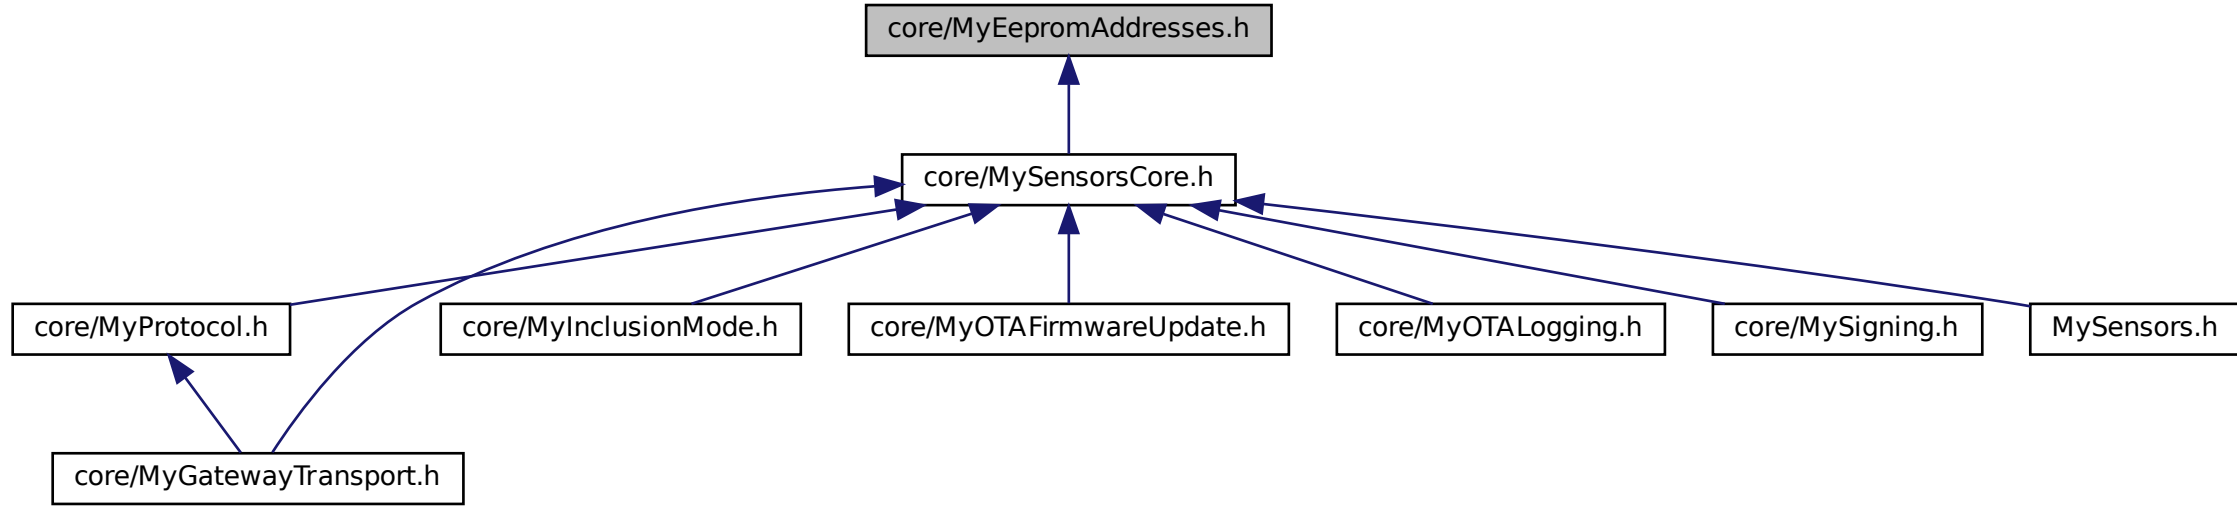 core/MyEepromAddresses.h
core/MySensorsCore.h
core/MyProtocol.h
core/MyInclusionMode.h
core/MyOTAFirmwareUpdate.h
core/MyOTALogging.h
core/MySigning.h
MySensors.h
core/MyGatewayTransport.h